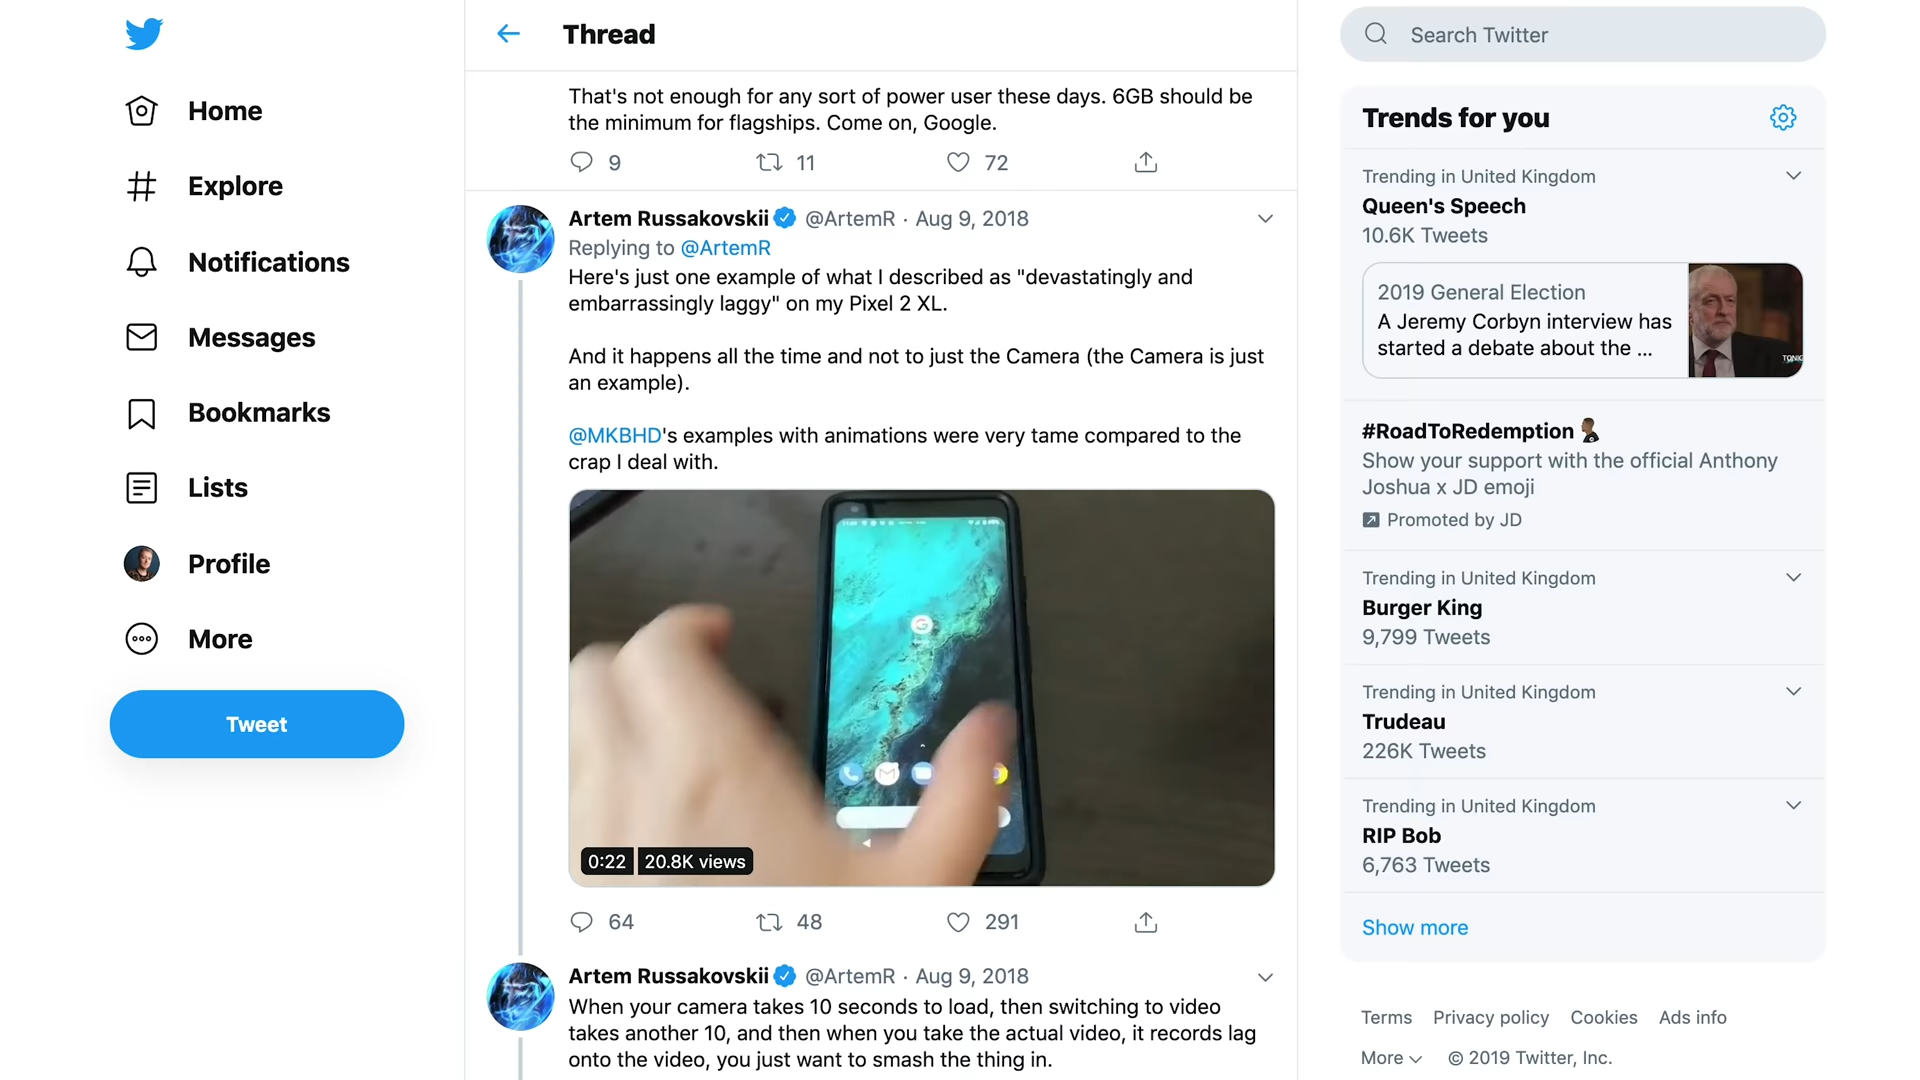 Home
Explore
Notifications
Messages
Bookmarks
Lists
Profile
More
Tweet
Thread
That's not enough for any sort of power user these days. 6GB should be
the minimum for flagships. Come on, Google.
9 11 72
Artem Russakovskii @ArtemR · Aug 9, 2018
Replying to @ArtemR
Here's just one example of what I described as "devastatingly and
embarrassingly laggy" on my Pixel 2 XL.
And it happens all the time and not to just the Camera (the Camera is just
an example).
@MKBHD's examples with animations were very tame compared to the
crap I deal with.
0:22 20.8K views
64 48 291
Artem Russakovskii @ArtemR · Aug 9, 2018
When your camera takes 10 seconds to load, then switching to video
takes another 10, and then when you take the actual video, it records lag
onto the video, you just want to smash the thing in.
Search Twitter
Trends for you
Trending in United Kingdom
Queen's Speech
10.6K Tweets
2019 General Election
A Jeremy Corbyn interview has
started a debate about the ...
#RoadToRedemption
Show your support with the official Anthony
Joshua x JD emoji
Promoted by JD
Trending in United Kingdom
Burger King
9,799 Tweets
Trending in United Kingdom
Trudeau
226K Tweets
Trending in United Kingdom
RIP Bob
6,763 Tweets
Show more
Terms Privacy policy Cookies Ads info
More © 2019 Twitter, Inc.